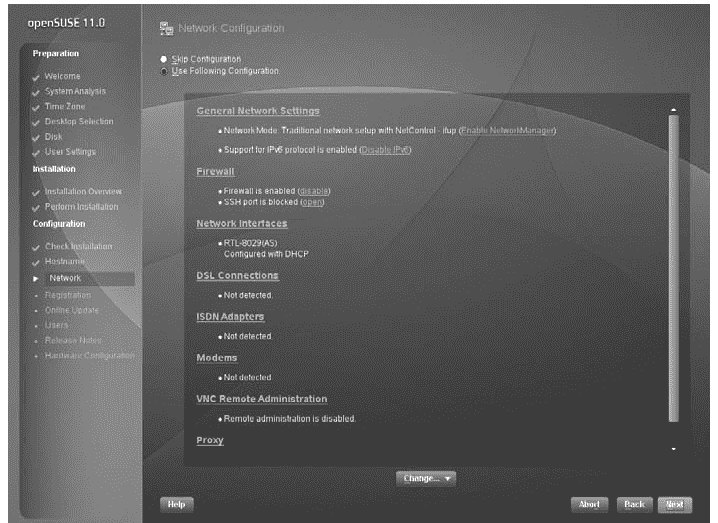 openSUSE 11.0
Preparation
Welcome
System Analysis
Time Zone
Desktop Selection
Disk
User Settings
Installation
Installation Overview
Perform Installation
Configuration
Check Installation
Hostname
Network
Registration
Online Update
Users
Release Notes
Hardware Configuration
Network Configuration
Skip Configuration
Use Following Configuration
General Network Settings
Network Mode: Traditional network setup with NetControl - ifup (Enable NetworkManager)
Support for IPv6 protocol is enabled (Disable IPv6)
Firewall
Firewall is enabled (disable)
SSH port is blocked (open)
Network Interfaces
RTL-8029(AS)
Configured with DHCP
DSL Connections
Not detected.
ISDN Adapters
Not detected.
Modems
Not detected.
VNC Remote Administration
Remote administration is disabled.
Proxy
Change...
Help
Abort
Back
Next